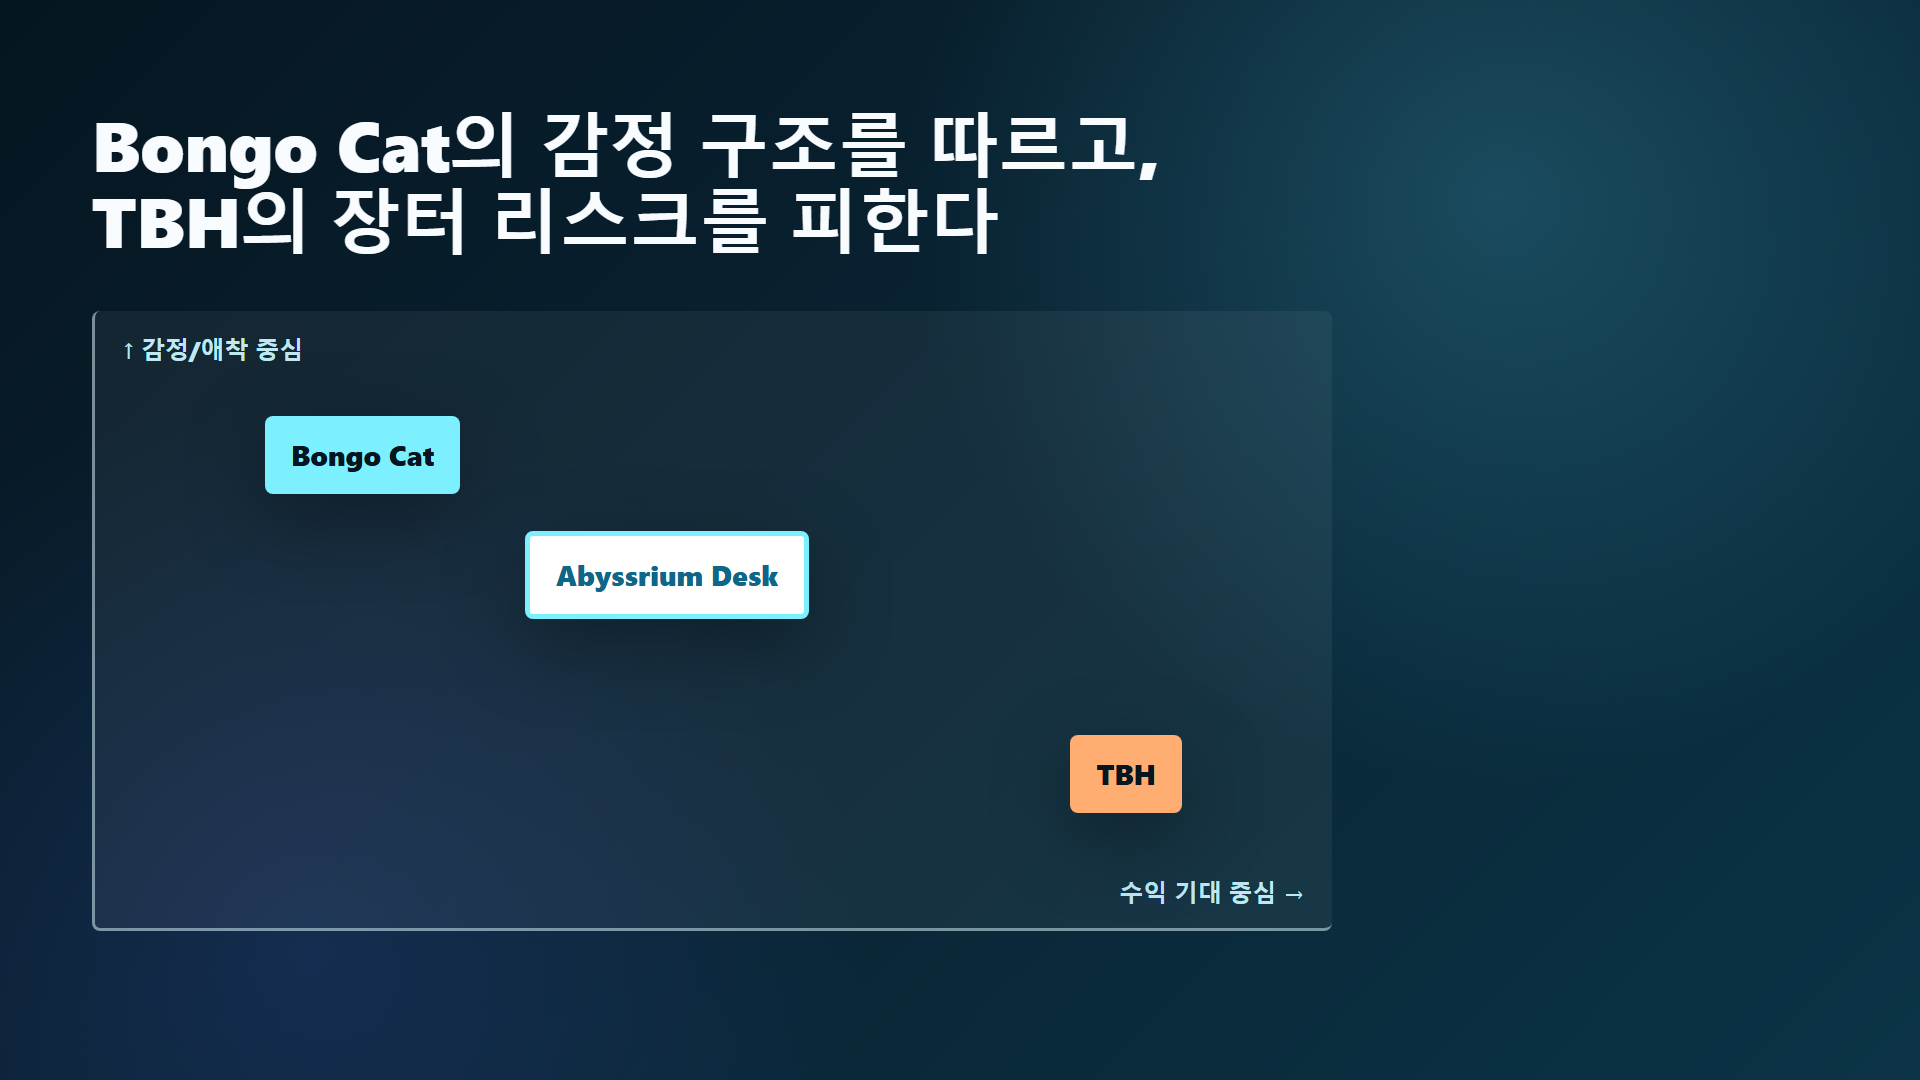 Bongo Cat의 감정 구조를 따르고,
TBH의 장터 리스크를 피한다
↑ 감정/애착 중심
Bongo Cat
Abyssrium Desk
TBH
수익 기대 중심 →